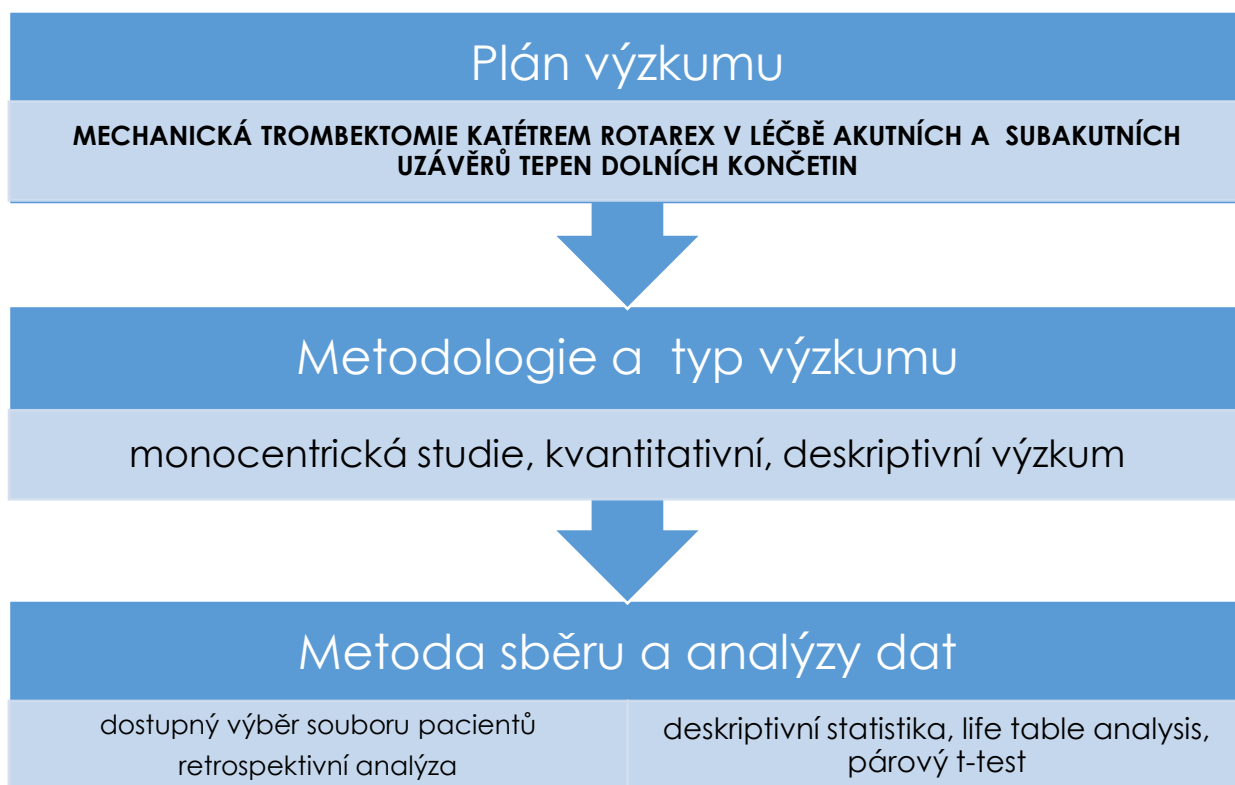 Plán výzkumu
MECHANICKÁ TROMBEKTOMIE KATÉTREM ROTAREX V LÉČBĚ AKUTNÍCH A SUBAKUTNÍCH
UZÁVĚRŮ TEPEN DOLNÍCH KONČETIN
Metodologie a typ výzkumu
monocentrická studie, kvantitativní, deskriptivní výzkum
Metoda sběru a analýzy dat
dostupný výběr souboru pacientů
retrospektivní analýza
deskriptivní statistika, life table analysis,
párový t-test